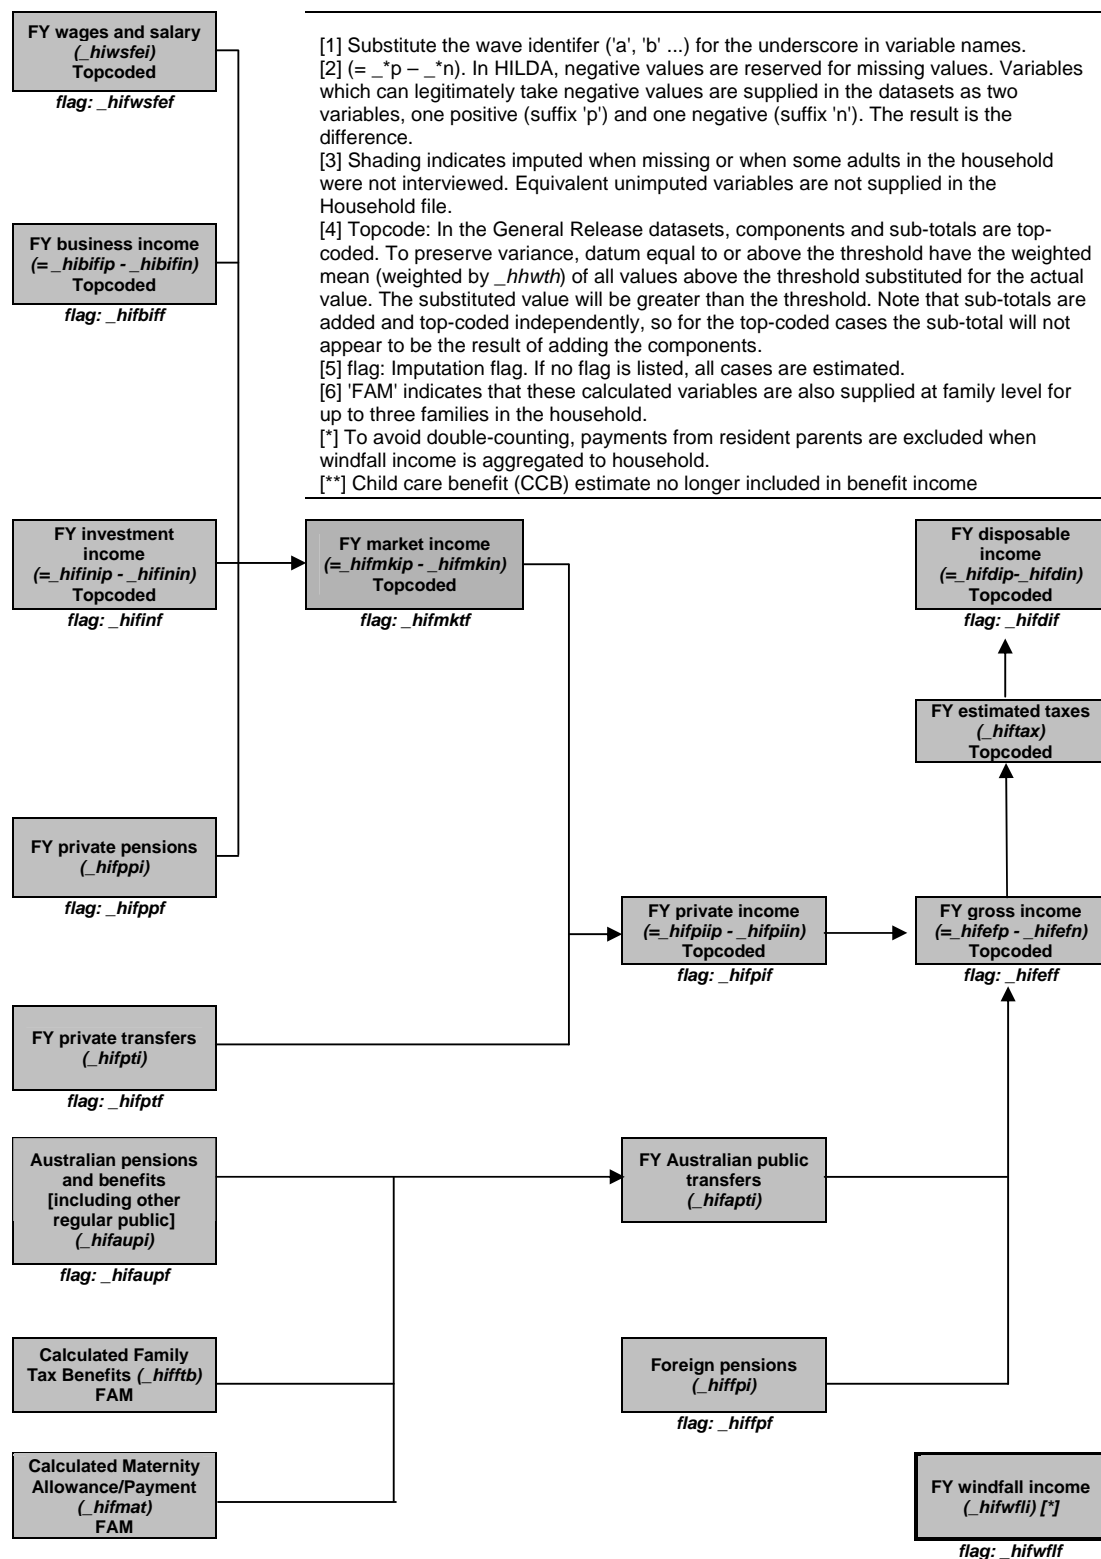 FY wages and salary
(_hiwsfei)
Topcoded
flag: _hifwsfef
[1] Substitute the wave identifer ('a', 'b' ...) for the underscore in variable names.
[2] (= _*p – _*n). In HILDA, negative values are reserved for missing values. Variables
which can legitimately take negative values are supplied in the datasets as two
variables, one positive (suffix 'p') and one negative (suffix 'n'). The result is the
difference.
[3] Shading indicates imputed when missing or when some adults in the household
were not interviewed. Equivalent unimputed variables are not supplied in the
Household file.
[4] Topcode: In the General Release datasets, components and sub-totals are top-
coded. To preserve variance, datum equal to or above the threshold have the weighted
mean (weighted by _hhwth) of all values above the threshold substituted for the actual
value. The substituted value will be greater than the threshold. Note that sub-totals are
added and top-coded independently, so for the top-coded cases the sub-total will not
appear to be the result of adding the components.
[5] flag: Imputation flag. If no flag is listed, all cases are estimated.
[6] 'FAM' indicates that these calculated variables are also supplied at family level for
up to three families in the household.
[*] To avoid double-counting, payments from resident parents are excluded when
windfall income is aggregated to household.
[**] Child care benefit (CCB) estimate no longer included in benefit income
FY business income
(= _hibifip - _hibifin)
Topcoded
flag: _hifbiff
FY investment
income
(=_hifinip - _hifinin)
Topcoded
flag: _hifinf
FY market income
(=_hifmkip - _hifmkin)
Topcoded
flag: _hifmktf
FY disposable
income
(=_hifdip-_hifdin)
Topcoded
flag: _hifdif
FY estimated taxes
(_hiftax)
Topcoded
FY private pensions
(_hifppi)
flag: _hifppf
FY private income
(=_hifpiip - _hifpiin)
Topcoded
flag: _hifpif
FY gross income
(=_hifefp - _hifefn)
Topcoded
flag: _hifeff
FY private transfers
(_hifpti)
flag: _hifptf
Australian pensions
and benefits
[including other
regular public]
(_hifaupi)
flag: _hifaupf
FY Australian public
transfers
(_hifapti)
Calculated Family
Tax Benefits (_hifftb)
FAM
Foreign pensions
(_hiffpi)
flag: _hiffpf
Calculated Maternity
Allowance/Payment
(_hifmat)
FAM
FY windfall income
(_hifwfli) [*]
flag: _hifwflf